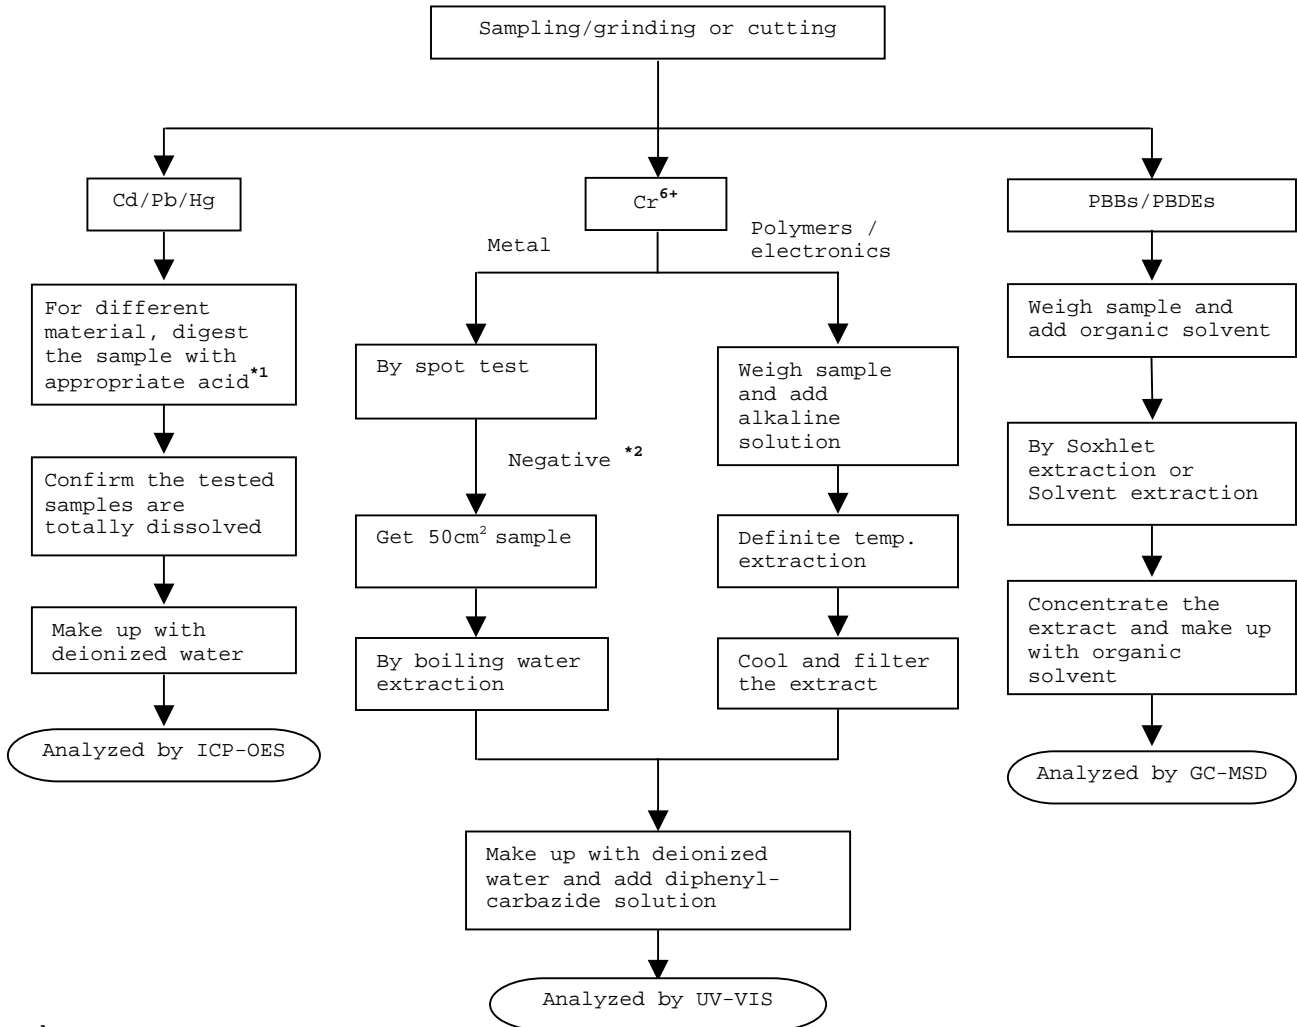 Sampling/grinding or cutting
Cd/Pb/Hg
Cr6+
PBBs/PBDEs
Metal
Polymers /
electronics
For different
material, digest
the sample with
appropriate acid*1
Confirm the tested
samples are
totally dissolved
Make up with
deionized water
Analyzed by ICP-OES
By spot test
Negative *2
Get 50cm2 sample
By boiling water
extraction
Weigh sample
and add
alkaline
solution
Definite temp.
extraction
Cool and filter
the extract
Make up with deionized
water and add diphenyl-
carbazide solution
Analyzed by UV-VIS
Weigh sample and
add organic solvent
By Soxhlet
extraction or
Solvent extraction
Concentrate the
extract and make up
with organic
solvent
Analyzed by GC-MSD